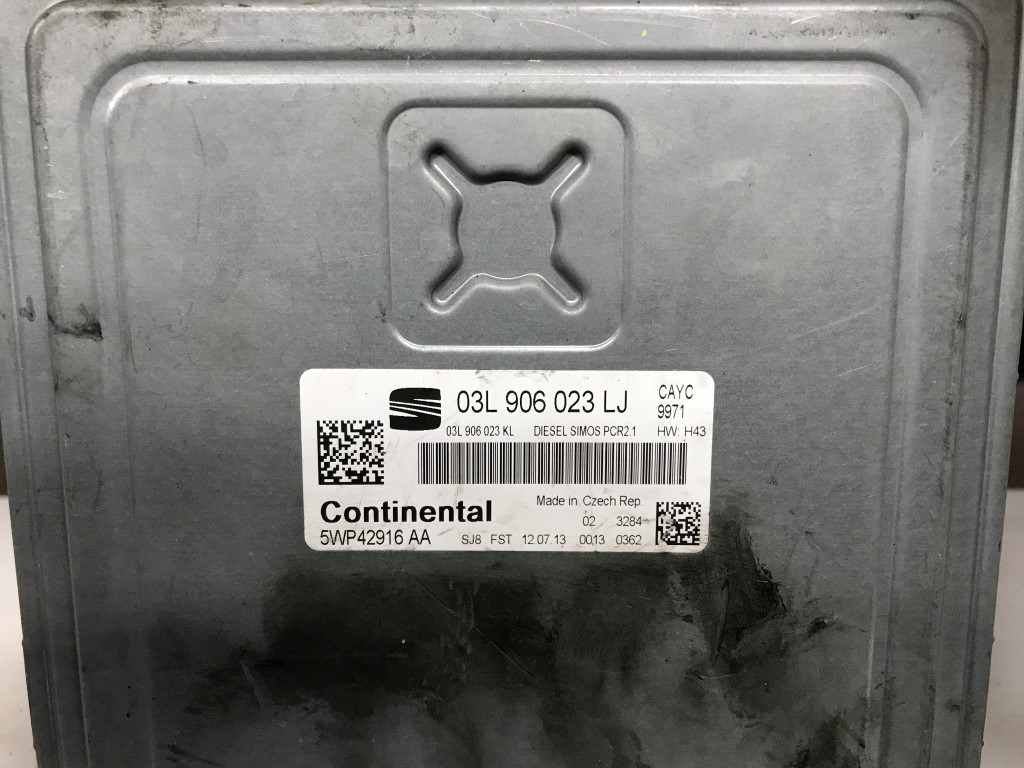 03L 906 023 LJ
CAYC
9971
03L 906 023 KL DIESEL SIMOS PCR2.1 HW: H43
Continental
Made in. Czech Rep.
02 3284
5WP42916 AA
SJ8 FST 12.07.13 0013 0362